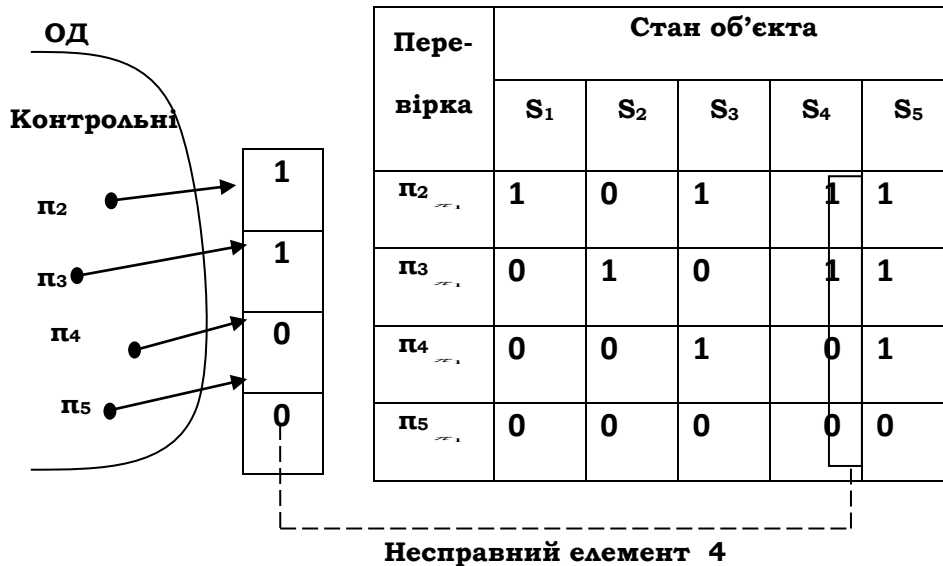 ОД
Контрольні
π2
π3
π4
π5
1
1
0
0
Пере-
вірка
Стан об’єкта
S1 S2 S3 S4 S5
π2 1 0 1 1 1
π3 0 1 0 1 1
π4 0 0 1 0 1
π5 0 0 0 0 0
Несправний елемент 4